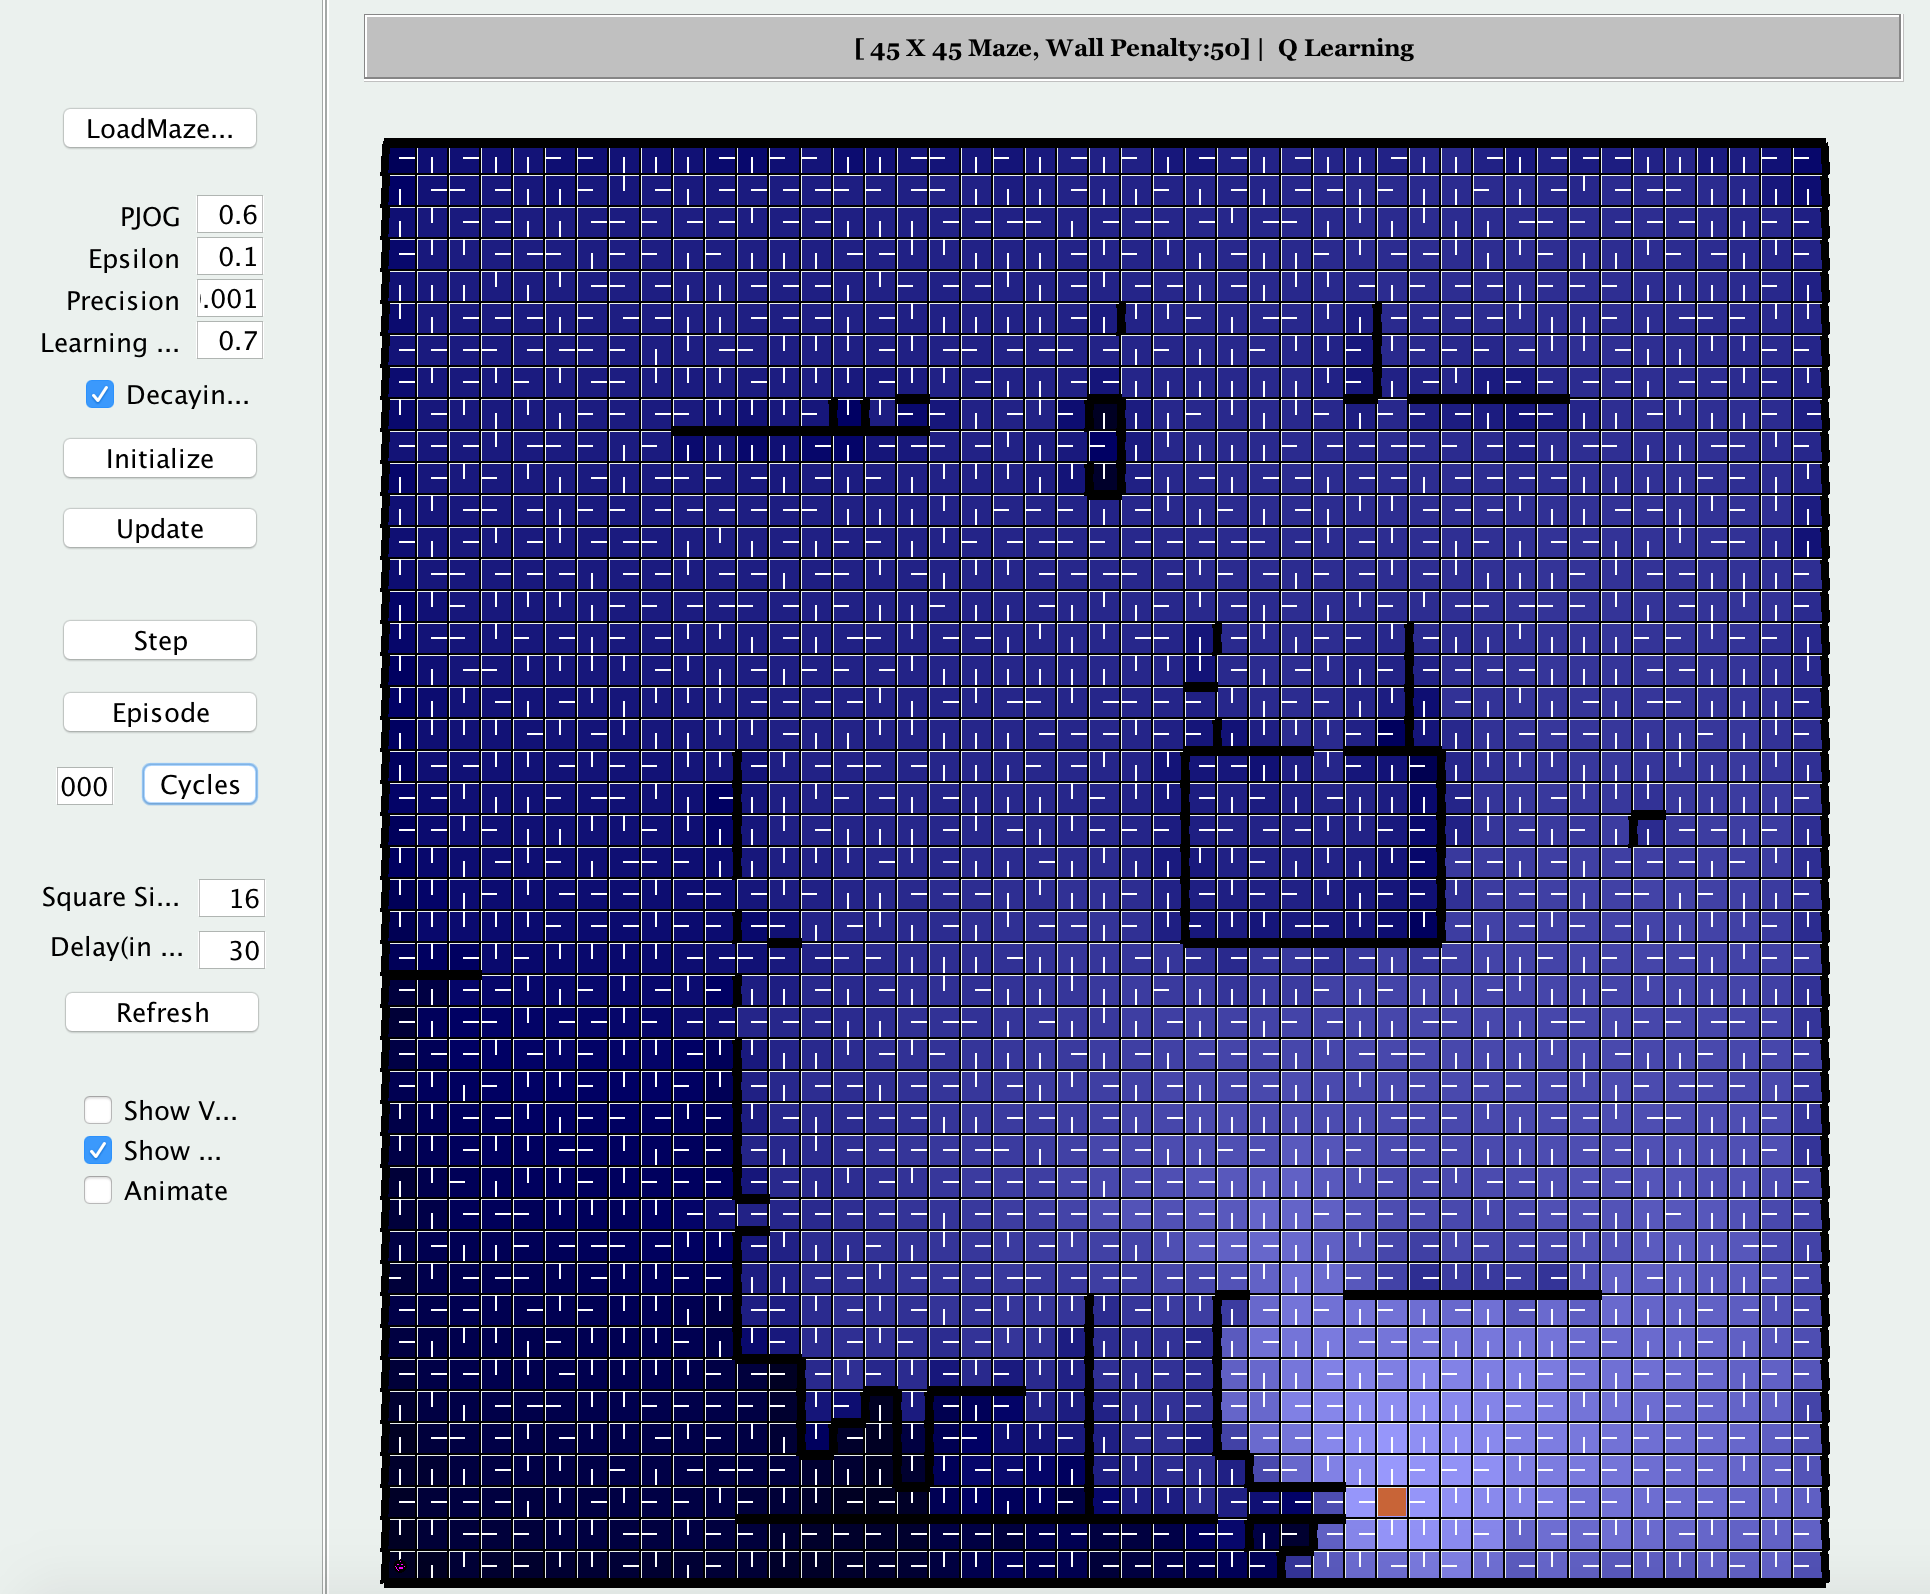 [ 45 X 45 Maze, Wall Penalty:50] |  Q Learning
LoadMaze...
PJOG 0.6
Epsilon 0.1
Precision .001
Learning ... 0.7
Decayin...
Initialize
Update
Step
Episode
000 Cycles
Square Si... 16
Delay(in ... 30
Refresh
Show V...
Show ...
Animate